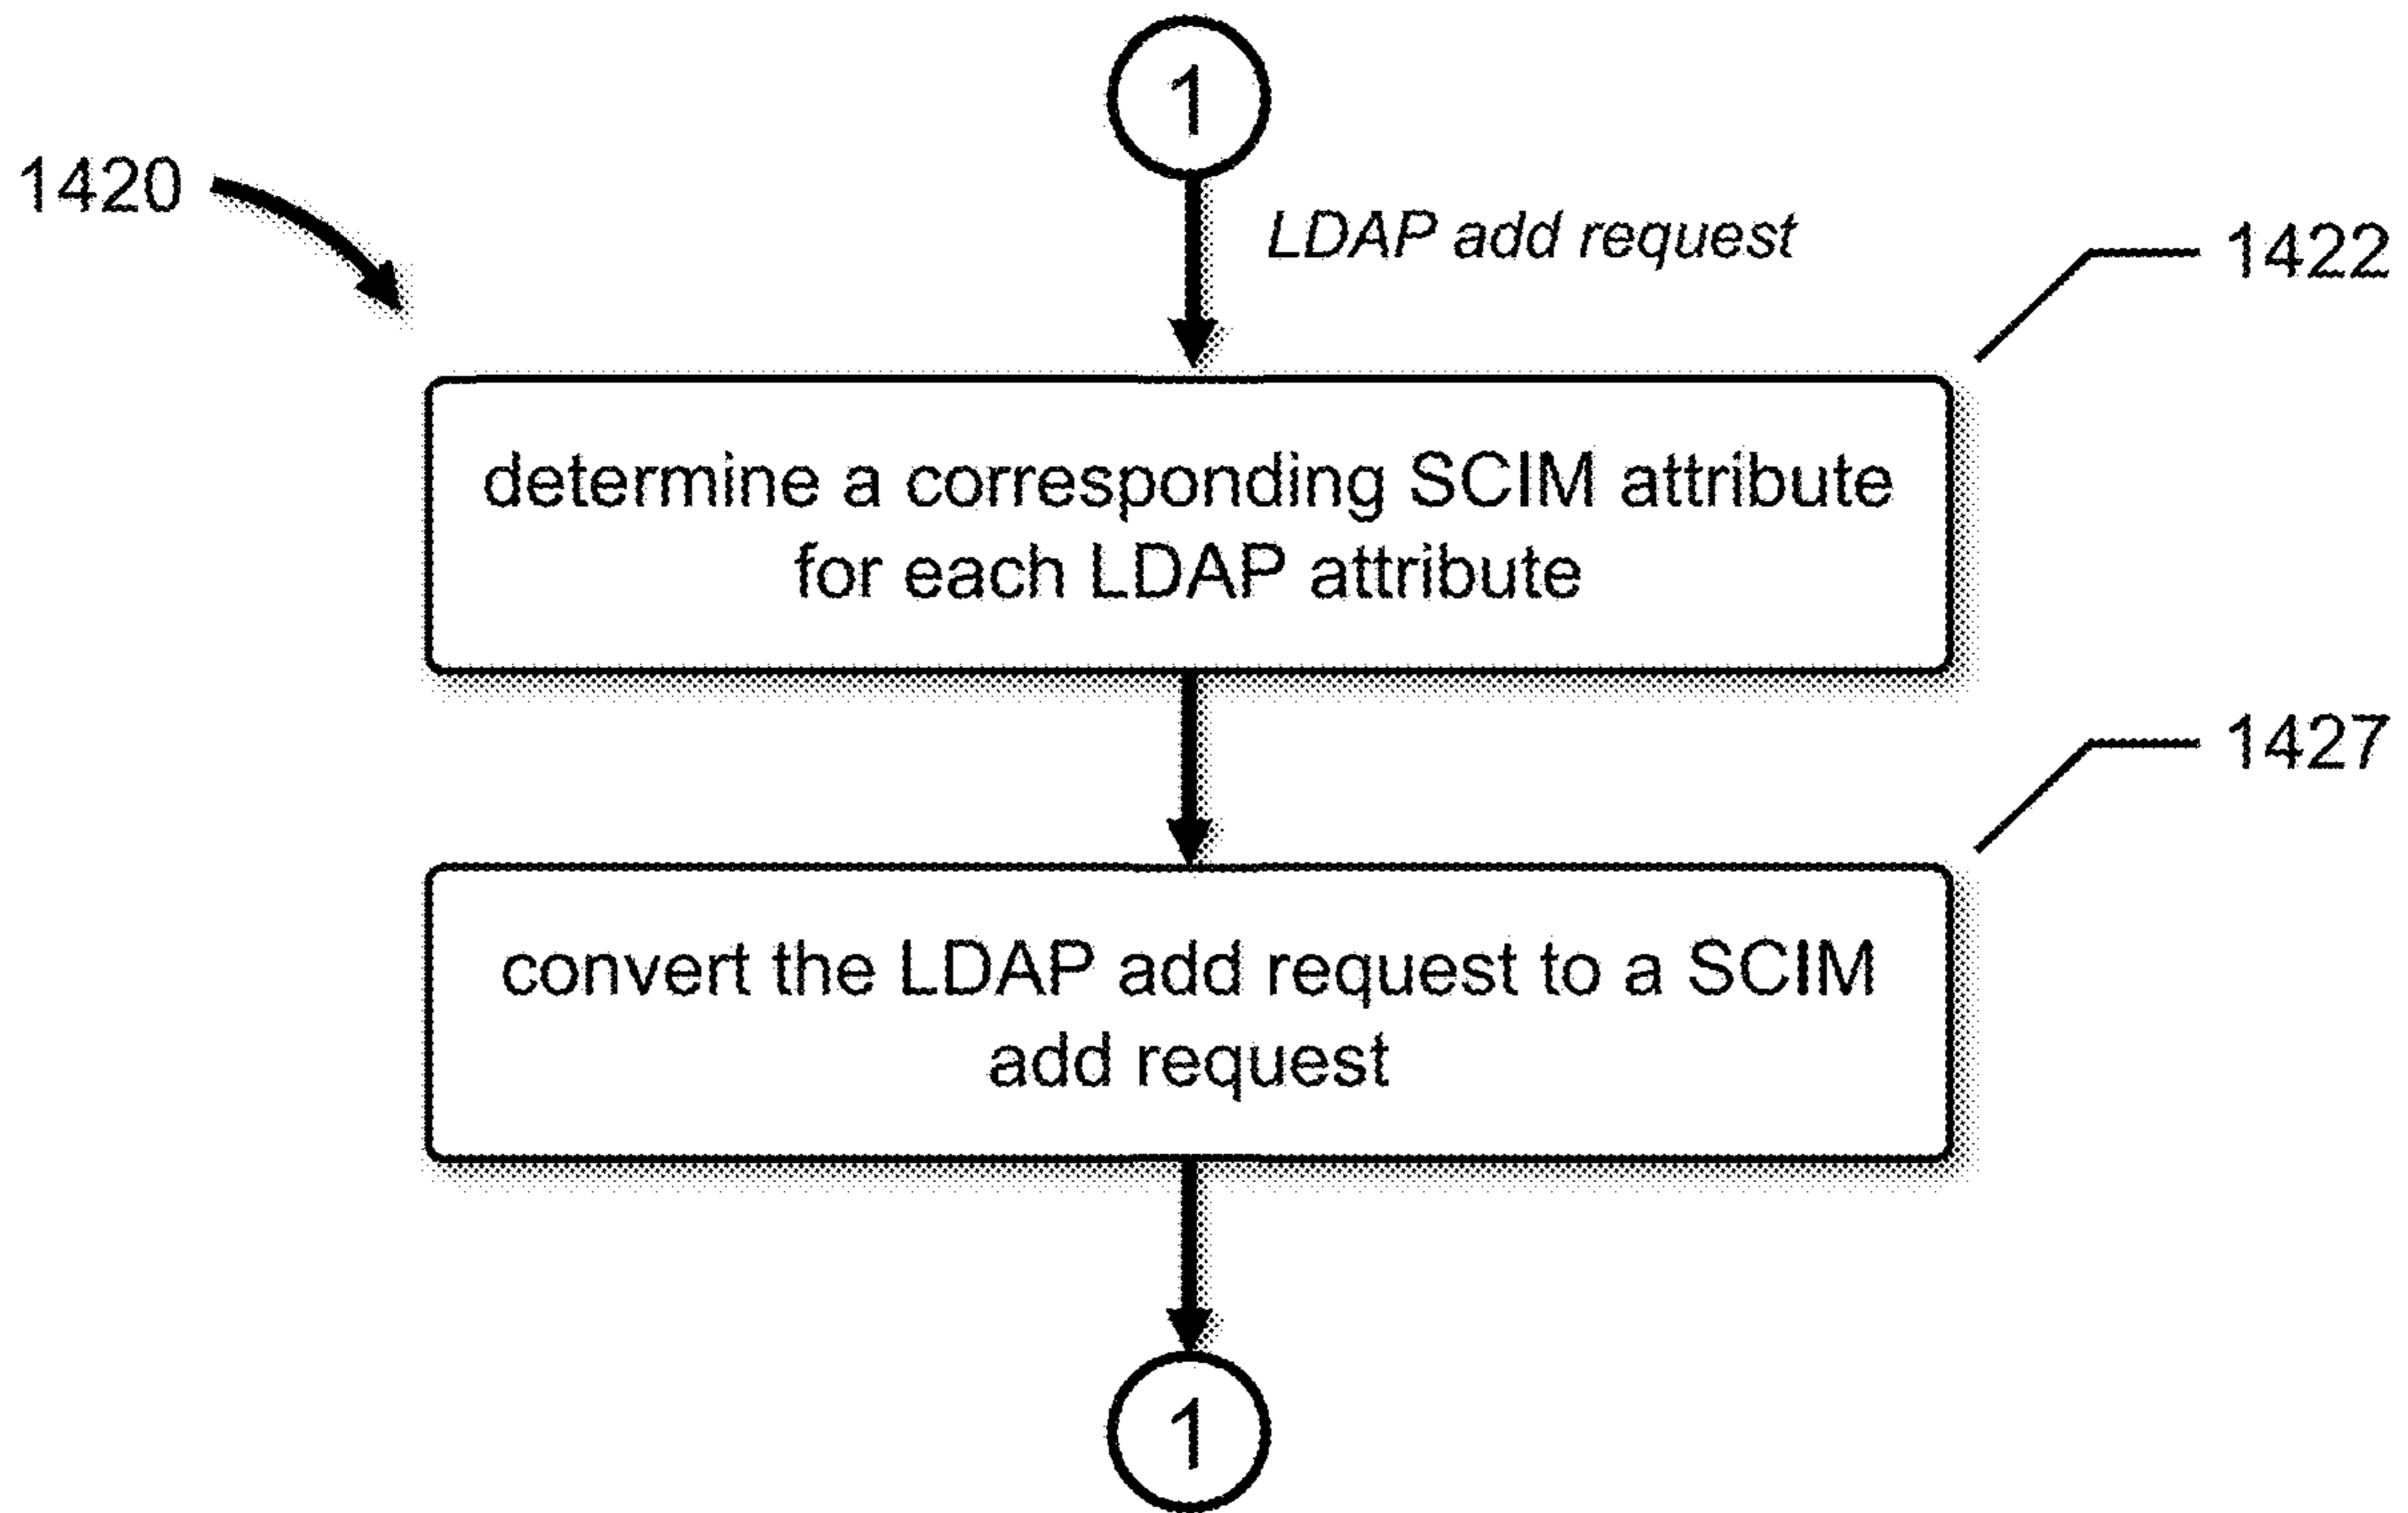 1
1420
LDAP add request
1422
determine a corresponding SCIM attribute
for each LDAP attribute
1427
convert the LDAP add request to a SCIM
add request
1